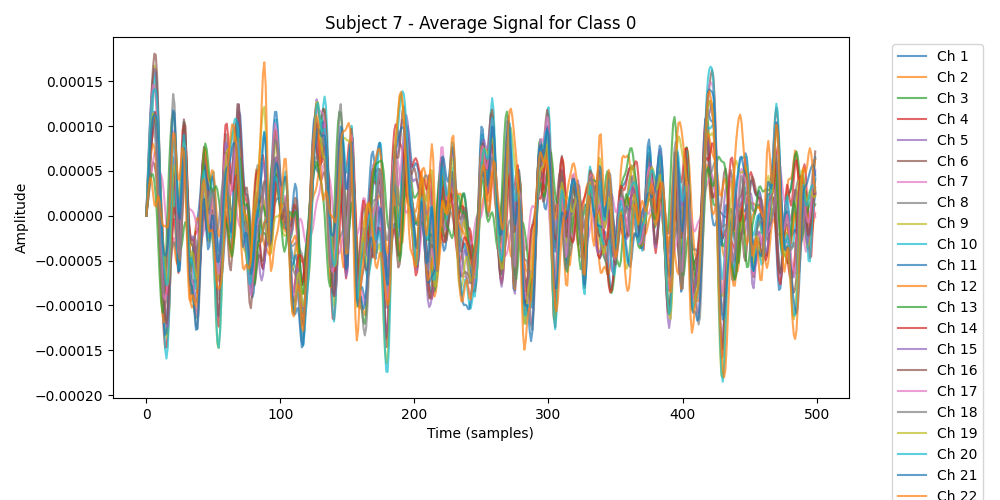 Subject 7 - Average Signal for Class 0
Amplitude
0.00015
0.00010
0.00005
0.00000
−0.00005
−0.00010
−0.00015
−0.00020
0
100
200
300
400
500
Time (samples)
Ch 1
Ch 2
Ch 3
Ch 4
Ch 5
Ch 6
Ch 7
Ch 8
Ch 9
Ch 10
Ch 11
Ch 12
Ch 13
Ch 14
Ch 15
Ch 16
Ch 17
Ch 18
Ch 19
Ch 20
Ch 21
Ch 22